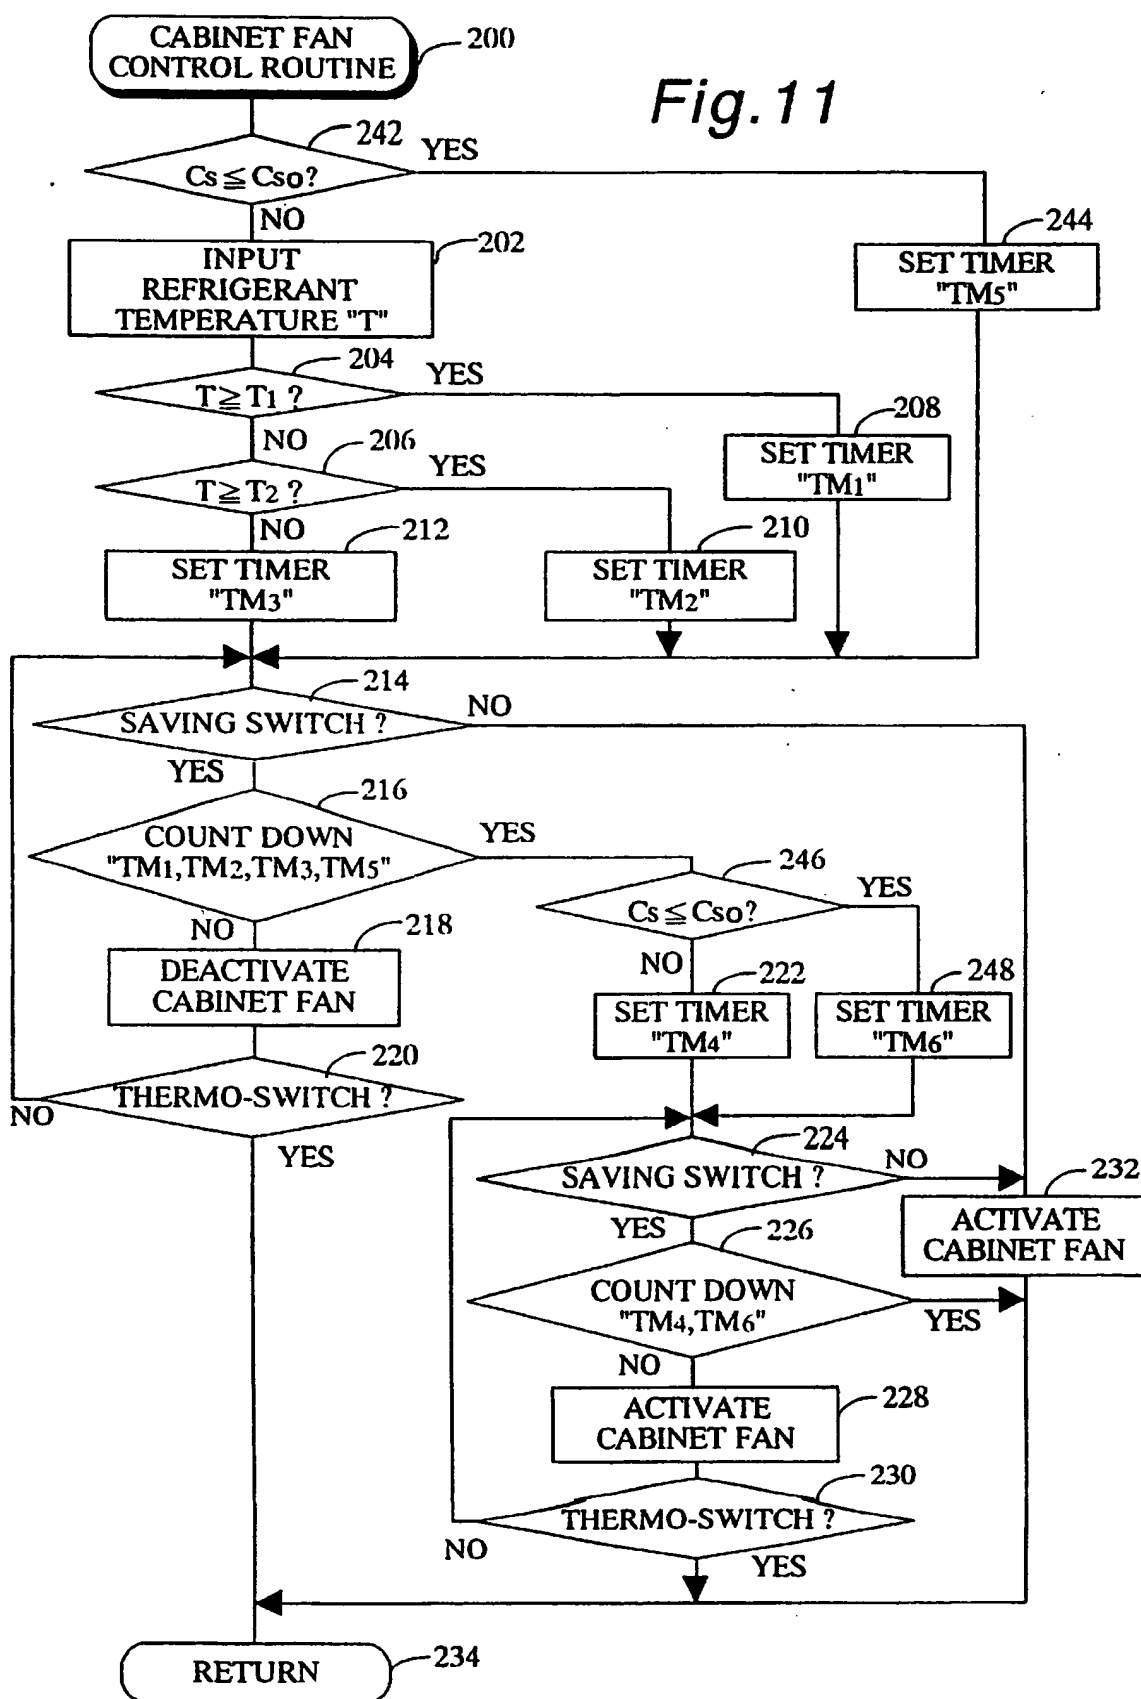 CABINET FAN
CONTROL ROUTINE
200
Fig.11
242
Cs≦Cso?
YES
NO
202
INPUT
REFRIGERANT
TEMPERATURE "T"
244
SET TIMER
"TM5"
204
T≧T1 ?
YES
NO
208
SET TIMER
"TM1"
206
T≧T2 ?
YES
NO
212
SET TIMER
"TM3"
210
SET TIMER
"TM2"
214
SAVING SWITCH ?
NO
YES
216
COUNT DOWN
"TM1,TM2,TM3,TM5"
YES
NO
246
Cs≦Cso?
YES
NO
218
DEACTIVATE
CABINET FAN
222
SET TIMER
"TM4"
248
SET TIMER
"TM6"
220
THERMO-SWITCH ?
NO
YES
224
SAVING SWITCH ?
NO
YES
232
ACTIVATE
CABINET FAN
226
COUNT DOWN
"TM4,TM6"
YES
NO
228
ACTIVATE
CABINET FAN
230
THERMO-SWITCH ?
NO
YES
RETURN
234